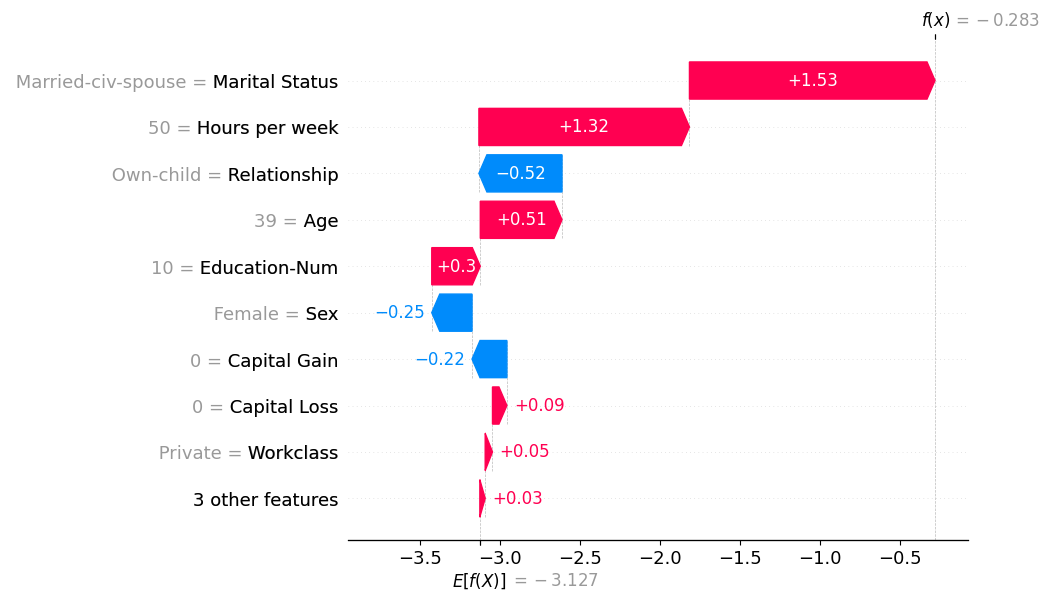 f(x) = −0.283
Married-civ-spouse = Marital Status +1.53
50 = Hours per week +1.32
Own-child = Relationship −0.52
39 = Age +0.51
10 = Education-Num +0.3
Female = Sex −0.25
0 = Capital Gain −0.22
0 = Capital Loss +0.09
Private = Workclass +0.05
3 other features +0.03
−3.5 −3.0 −2.5 −2.0 −1.5 −1.0 −0.5
E[f(X)] = −3.127